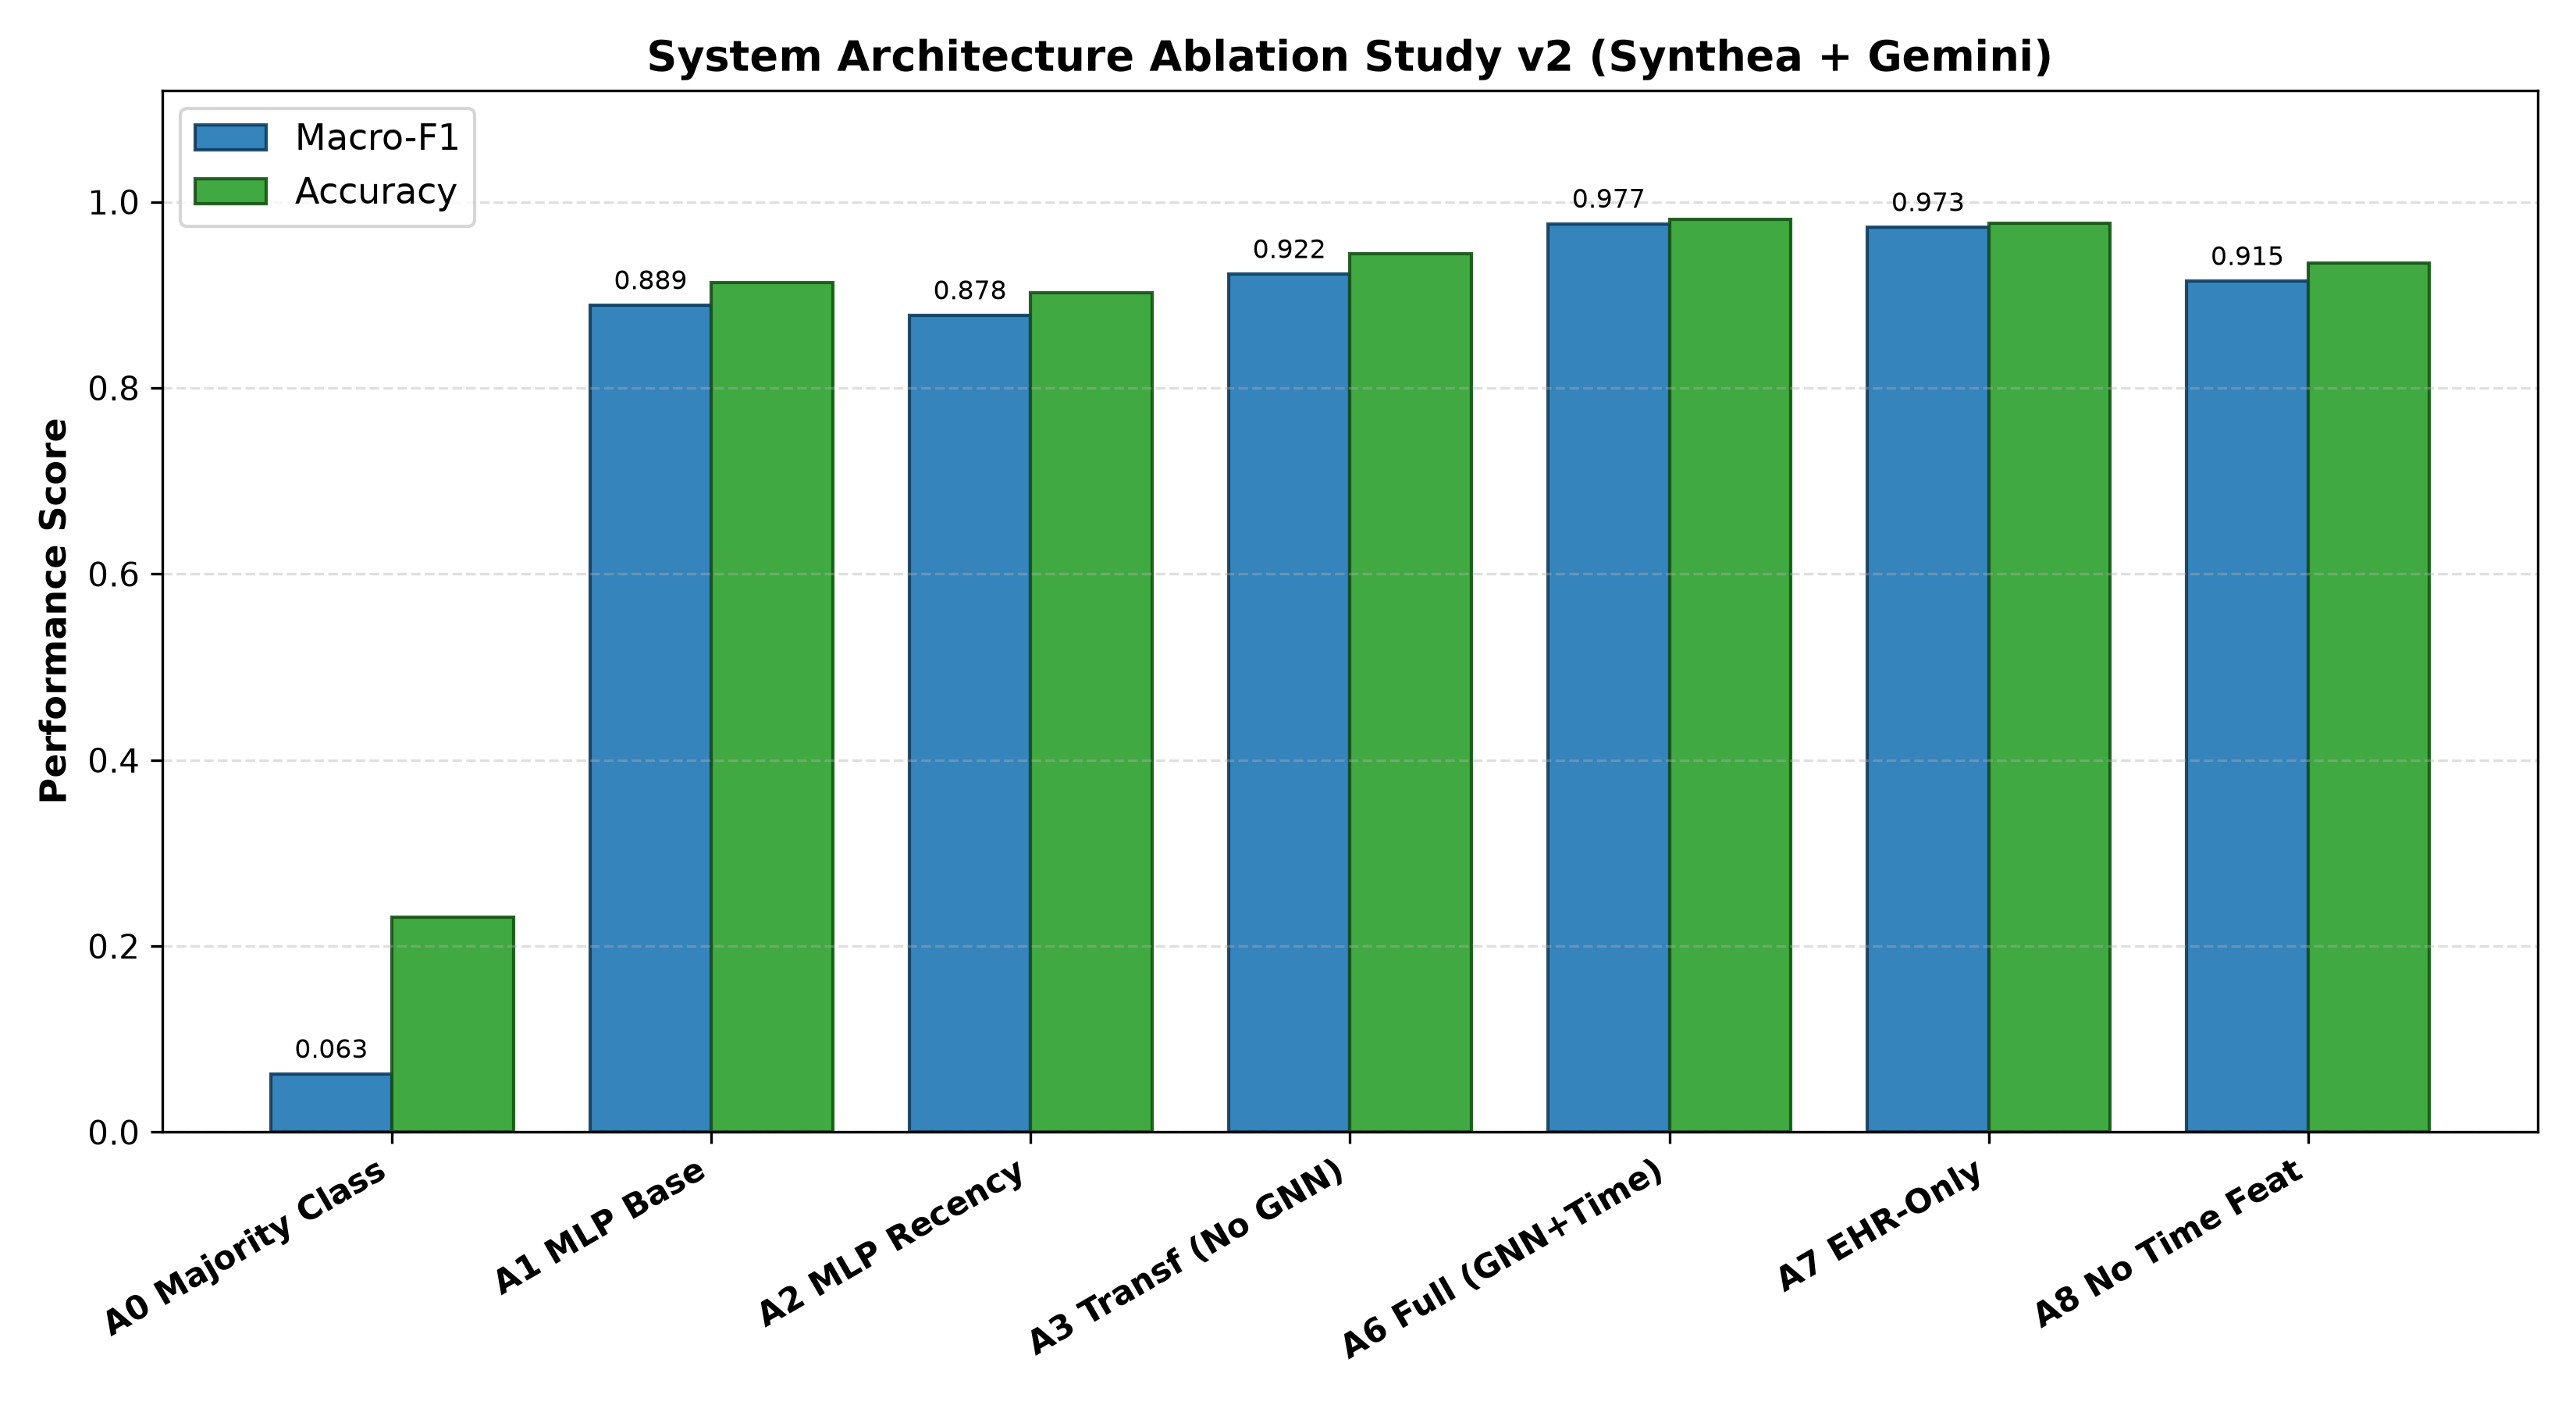 System Architecture Ablation Study v2 (Synthea + Gemini)
Macro-F1
Accuracy
Performance Score
1.0
0.8
0.6
0.4
0.2
0.0
0.063
0.889
0.878
0.922
0.977
0.973
0.915
A0 Majority Class
A1 MLP Base
A2 MLP Recency
A3 Transf (No GNN)
A6 Full (GNN+Time)
A7 EHR-Only
A8 No Time Feat